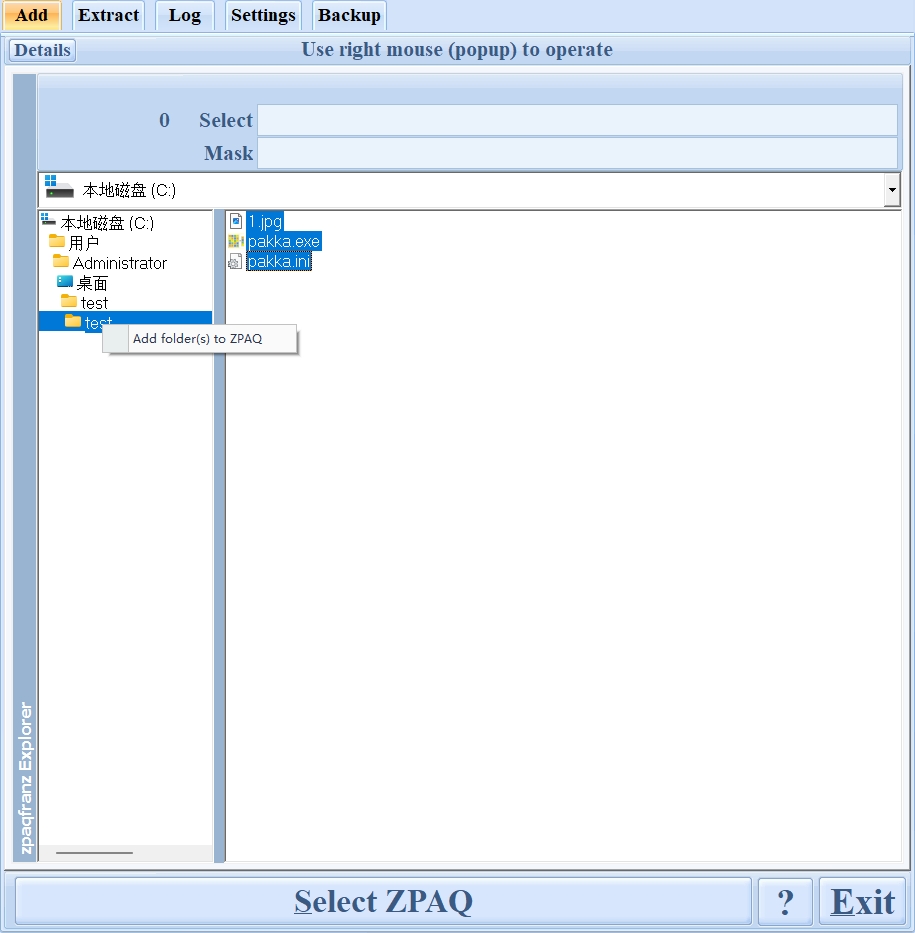 Add Extract Log Settings Backup
Details Use right mouse (popup) to operate
0 Select
Mask
本地磁盘 (C:)
本地磁盘 (C:)
用户
Administrator
桌面
test
test
Add folder(s) to ZPAQ
1.jpg
pakka.exe
pakka.ini
zpaqfranz Explorer
Select ZPAQ ? Exit